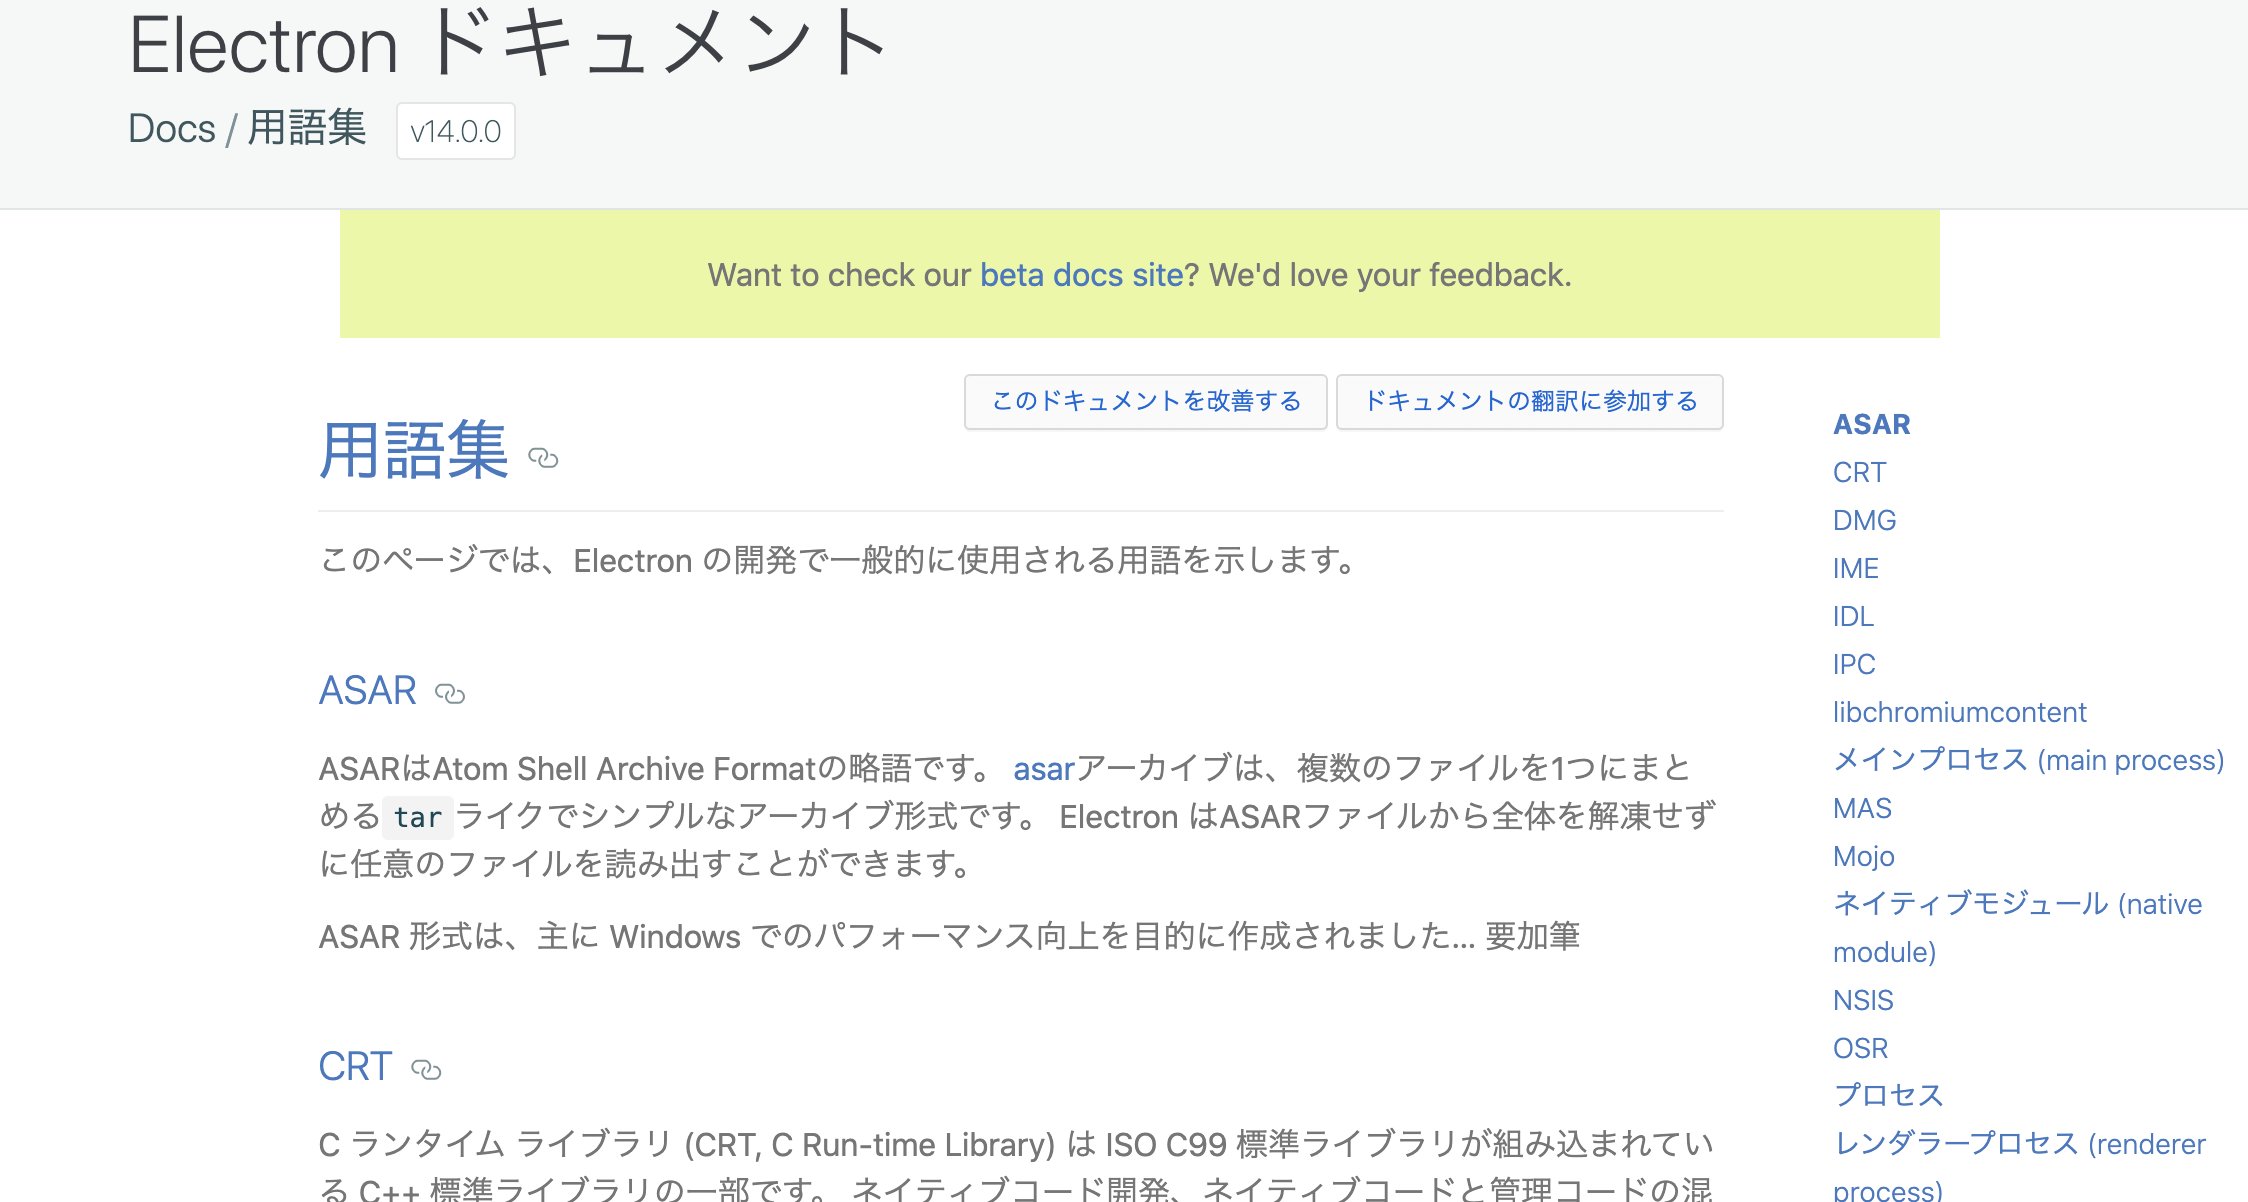 Electron ドキュメント
Docs / 用語集 v14.0.0
Want to check our beta docs site? We'd love your feedback.
このドキュメントを改善する
ドキュメントの翻訳に参加する
用語集
このページでは、Electron の開発で一般的に使用される用語を示します。
ASAR
ASARはAtom Shell Archive Formatの略語です。 asarアーカイブは、複数のファイルを1つにまと
めるtarライクでシンプルなアーカイブ形式です。 Electron はASARファイルから全体を解凍せず
に任意のファイルを読み出すことができます。
ASAR 形式は、主に Windows でのパフォーマンス向上を目的に作成されました... 要加筆
CRT
C ランタイム ライブラリ (CRT, C Run-time Library) は ISO C99 標準ライブラリが組み込まれてい
る C++ 標準ライブラリの一部です。 ネイティブコード開発、ネイティブコードと管理コードの混
ASAR
CRT
DMG
IME
IDL
IPC
libchromiumcontent
メインプロセス (main process)
MAS
Mojo
ネイティブモジュール (native
module)
NSIS
OSR
プロセス
レンダラープロセス (renderer
process)